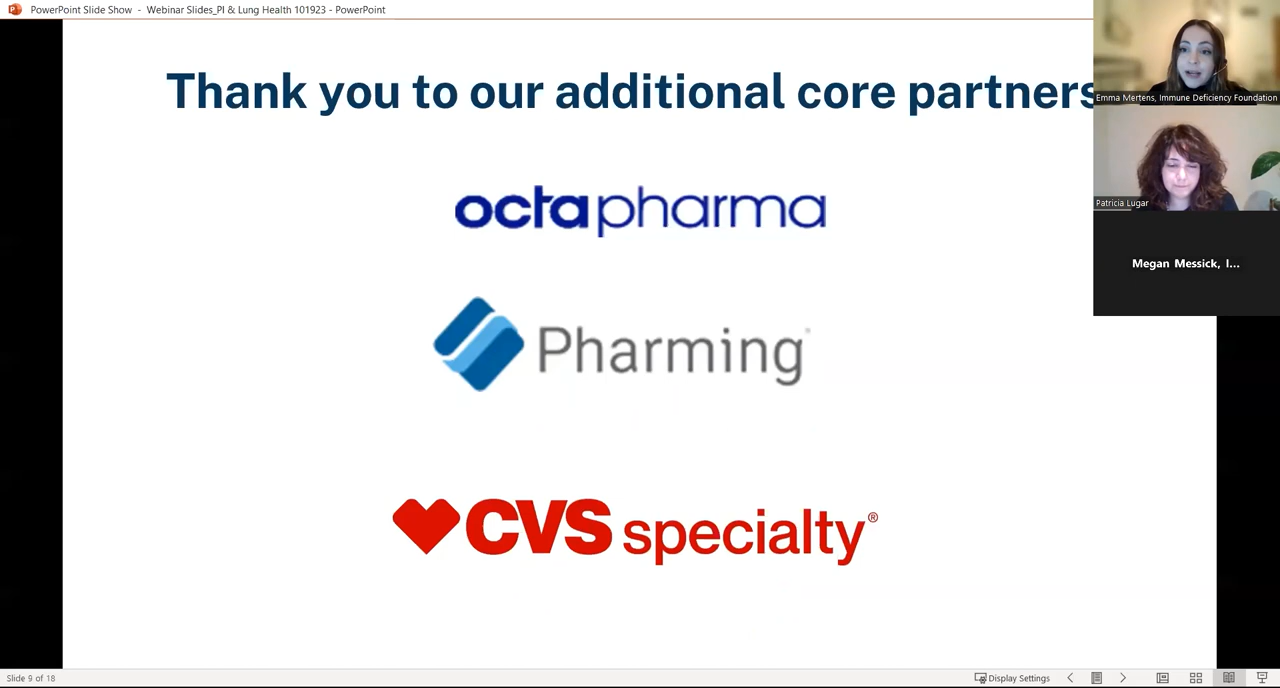 PowerPoint Slide Show - Webinar Slides_PI & Lung Health 101923 - PowerPoint
Thank you to our additional core partners
Emma Mertens, Immune Deficiency Foundation
Patricia Lugar
Megan Messick, I...
octapharma
Pharming
CVS specialty®
Slide 9 of 18
Display Settings